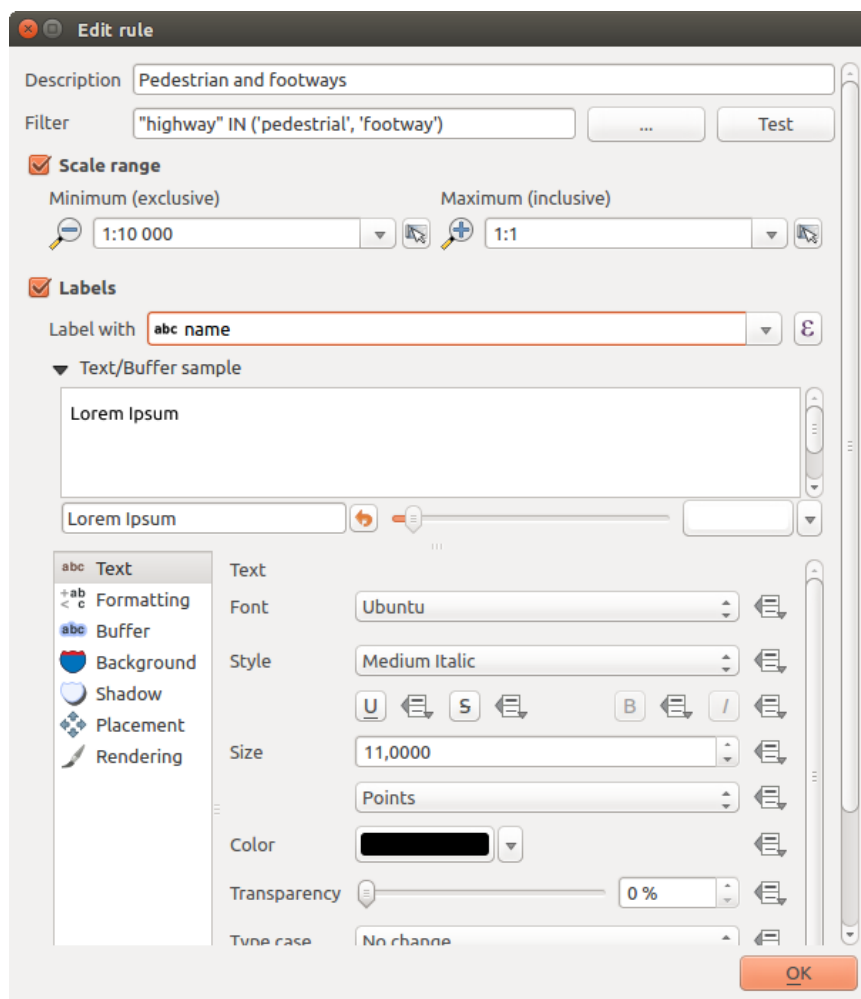 Edit rule
Description Pedestrian and footways
Filter "highway" IN ('pedestrial', 'footway') ... Test
Scale range
Minimum (exclusive) Maximum (inclusive)
1:10 000 1:1
Labels
Label with abc name ε
Text/Buffer sample
Lorem Ipsum
Lorem Ipsum
abc Text Text
+ab < c Formatting Font Ubuntu
abc Buffer
Background Style Medium Italic
Shadow U S B I
Placement
Rendering Size 11,0000
Points
Color
Transparency 0 %
Type case No change
OK